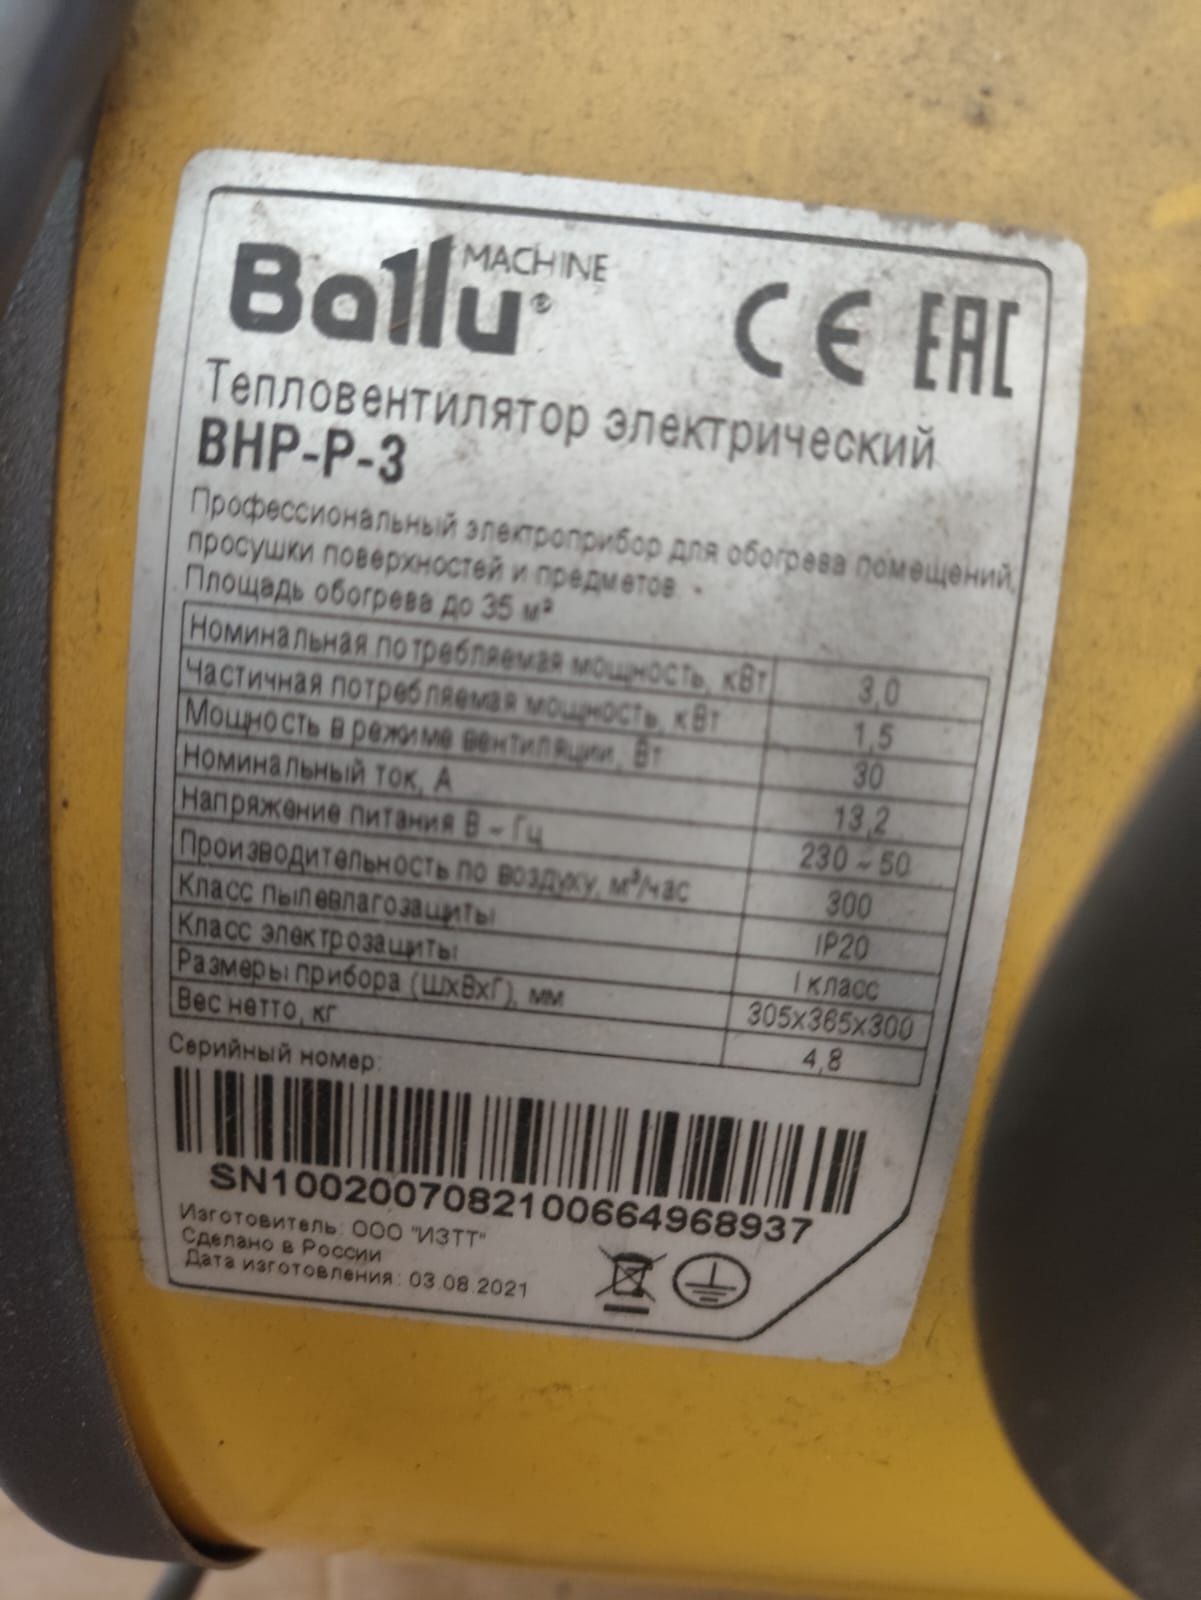 Ballu® MACHINE CE EAC
Тепловентилятор электрический
BHP-P-3
Профессиональный электроприбор для обогрева помещений,
просушки поверхностей и предметов.
Площадь обогрева до 35 м²
Номинальная потребляемая мощность, кВт 3,0
Частичная потребляемая мощность, кВт 1,5
Мощность в режиме вентиляции, Вт 30
Номинальный ток, А 13,2
Напряжение питания В ~ Гц 230 ~ 50
Производительность по воздуху, м³/час 300
Класс пылевлагозащиты IP20
Класс электрозащиты I класс
Размеры прибора (ШхВхГ), мм 305х365х300
Вес нетто, кг 4,8
Серийный номер:
SN1002007082100664968937
Изготовитель: ООО "ИЗТТ"
Сделано в России
Дата изготовления: 03.08.2021